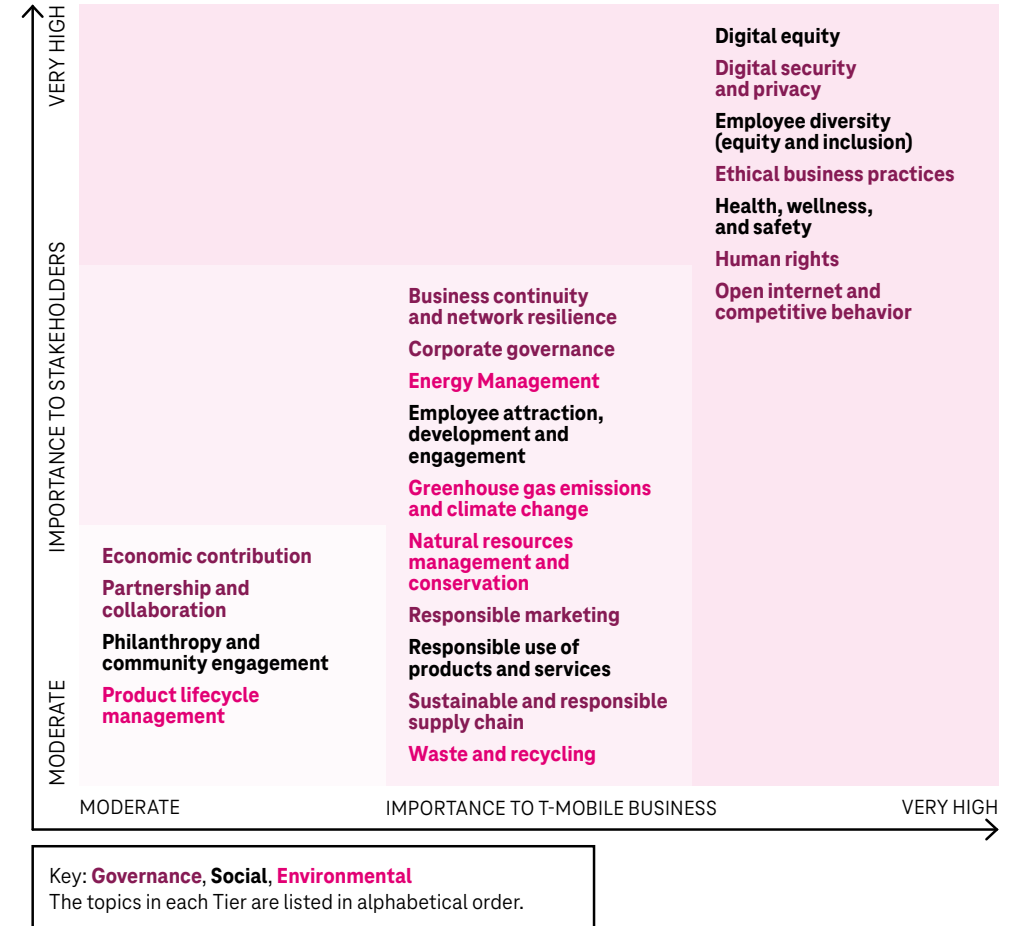 VERY HIGH
IMPORTANCE TO STAKEHOLDERS
MODERATE
Digital equity
Digital security
and privacy
Employee diversity
(equity and inclusion)
Ethical business practices
Health, wellness,
and safety
Human rights
Open internet and
competitive behavior
Business continuity
and network resilience
Corporate governance
Energy Management
Employee attraction,
development and
engagement
Greenhouse gas emissions
and climate change
Natural resources
management and
conservation
Responsible marketing
Responsible use of
products and services
Sustainable and responsible
supply chain
Waste and recycling
Economic contribution
Partnership and
collaboration
Philanthropy and
community engagement
Product lifecycle
management
MODERATE
IMPORTANCE TO T-MOBILE BUSINESS
VERY HIGH
Key: Governance, Social, Environmental
The topics in each Tier are listed in alphabetical order.